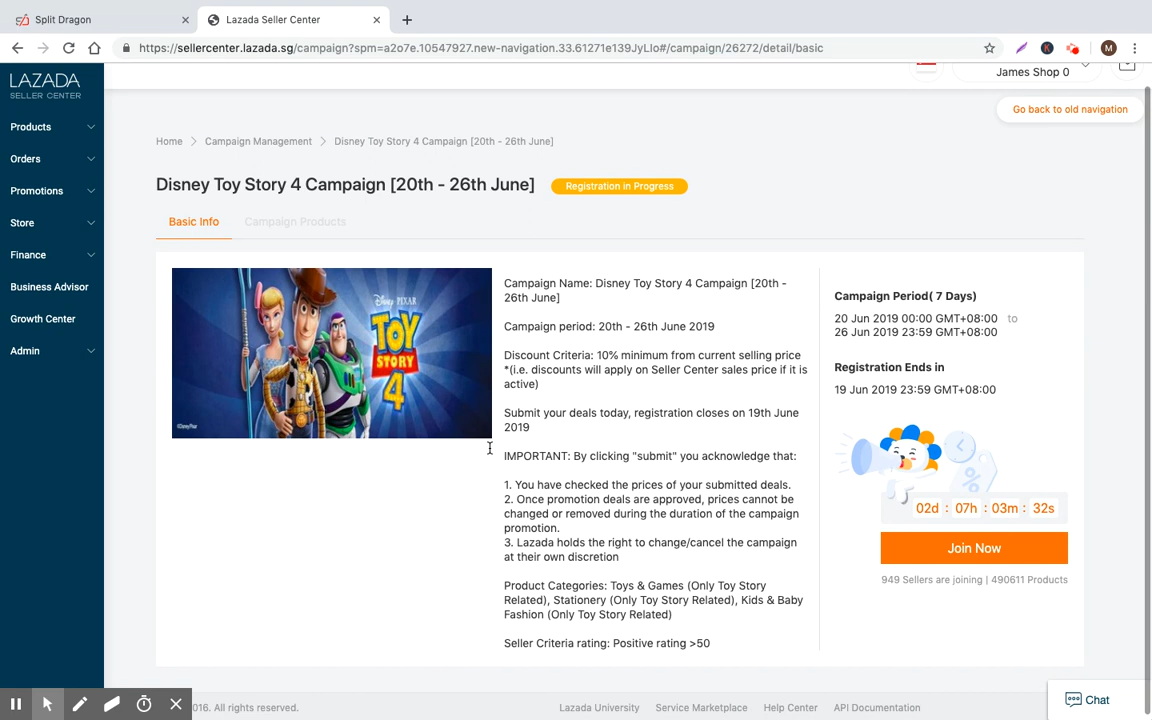 Split Dragon
Lazada Seller Center
https://sellercenter.lazada.sg/campaign?spm=a2o7e.10547927.new-navigation.33.61271e139JyLIo#/campaign/26272/detail/basic
K
M
LAZADA
SELLER CENTER
James Shop 0
Go back to old navigation
Products
Orders
Promotions
Store
Finance
Business Advisor
Growth Center
Admin
Home
Campaign Management
Disney Toy Story 4 Campaign [20th - 26th June]
Disney Toy Story 4 Campaign [20th - 26th June]
Registration in Progress
Basic Info
Campaign Products
Disney PIXAR
TOY
STORY
4
©Disney/Pixar
Campaign Name: Disney Toy Story 4 Campaign [20th -
26th June]
Campaign period: 20th - 26th June 2019
Discount Criteria: 10% minimum from current selling price
*(i.e. discounts will apply on Seller Center sales price if it is
active)
Submit your deals today, registration closes on 19th June
2019
IMPORTANT: By clicking "submit" you acknowledge that:
1. You have checked the prices of your submitted deals.
2. Once promotion deals are approved, prices cannot be
changed or removed during the duration of the campaign
promotion.
3. Lazada holds the right to change/cancel the campaign
at their own discretion
Product Categories: Toys & Games (Only Toy Story
Related), Stationery (Only Toy Story Related), Kids & Baby
Fashion (Only Toy Story Related)
Seller Criteria rating: Positive rating >50
Campaign Period( 7 Days)
20 Jun 2019 00:00 GMT+08:00 to
26 Jun 2019 23:59 GMT+08:00
Registration Ends in
19 Jun 2019 23:59 GMT+08:00
%
02d : 07h : 03m : 32s
Join Now
949 Sellers are joining | 490611 Products
016. All rights reserved.
Lazada University
Service Marketplace
Help Center
API Documentation
Chat